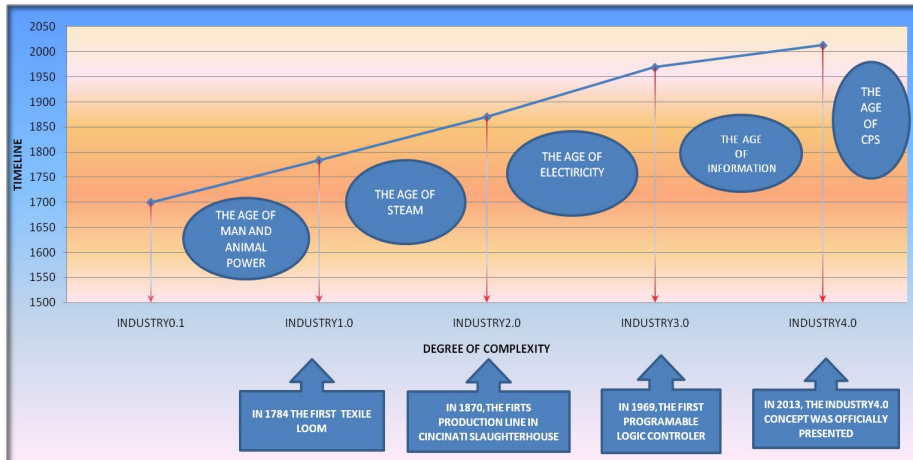 2050
2000
1950
1900
1850
1800
1750
1700
1650
1600
1550
1500
TIMELINE
THE AGE OF
MAN AND
ANIMAL
POWER
THE AGE OF
STEAM
THE AGE OF
ELECTIRICITY
THE AGE
OF
INFORMATION
THE
AGE
OF
CPS
INDUSTRY0.1
INDUSTRY1.0
INDUSTRY2.0
INDUSTRY3.0
INDUSTRY4.0
DEGREE OF COMPLEXITY
IN 1784 THE FIRST TEXILE
LOOM
IN 1870,THE FIRTS
PRODUCTION LINE IN
CINCINATI SLAUGHTERHOUSE
IN 1969,THE FIRST
PROGRAMABLE
LOGIC CONTROLER
IN 2013, THE INDUSTRY4.0
CONCEPT WAS OFFICIALLY
PRESENTED